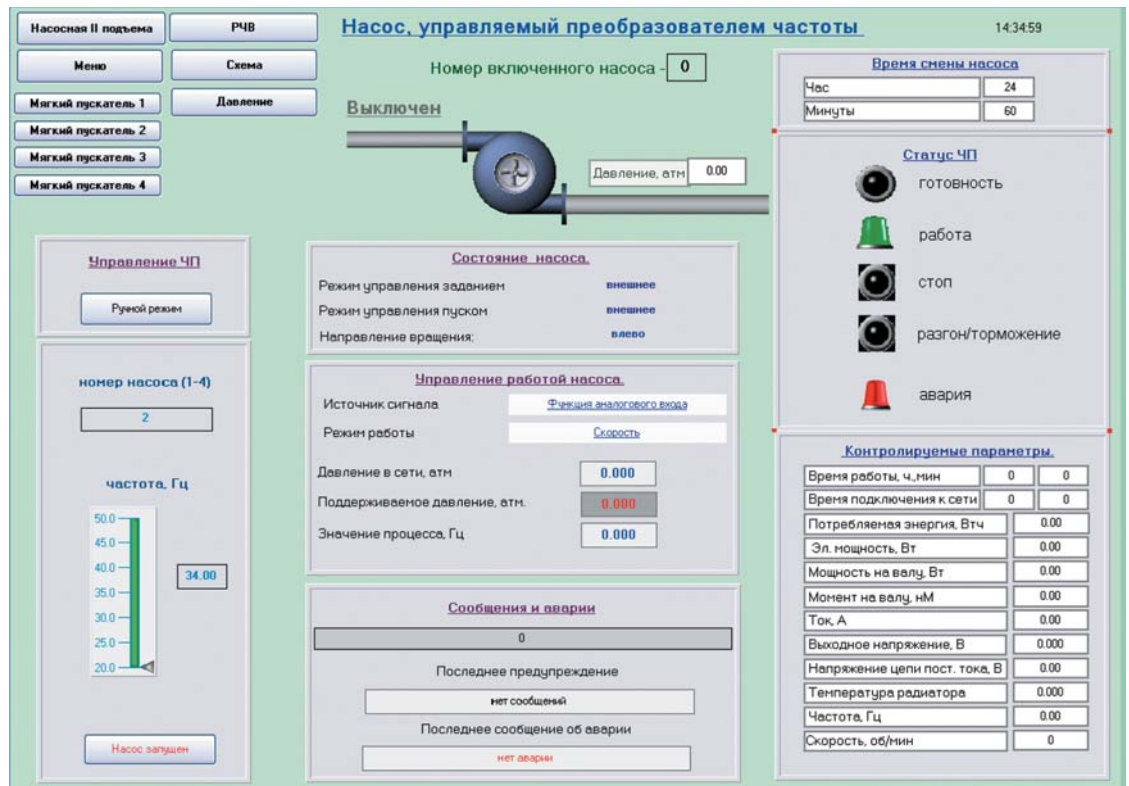 Насосная II подъема
РЧВ
Насос, управляемый преобразователем частоты
14:34:59
Меню
Схема
Номер включенного насоса - 0
Мягкий пускатель 1
Давление
Мягкий пускатель 2
Мягкий пускатель 3
Мягкий пускатель 4
Выключен
Давление, атм 0.00
Время смены насоса
Час 24
Минуты 60
Статус ЧП
готовность
работа
стоп
разгон/торможение
авария
Управление ЧП
Ручной режим
номер насоса (1-4)
2
частота, Гц
50.0
45.0
40.0
35.0
30.0
25.0
20.0
34.00
Насос запущен
Состояние насоса.
Режим управления заданием внешнее
Режим управления пуском внешнее
Направление вращения: влево
Управление работой насоса.
Источник сигнала Функция аналогового входа
Режим работы Скорость
Давление в сети, атм 0.000
Поддерживаемое давление, атм. 0.000
Значение процесса, Гц 0.000
Сообщения и аварии
0
Последнее предупреждение
нет сообщений
Последнее сообщение об аварии
нет аварии
Контролируемые параметры.
Время работы, ч.,мин 0 0
Время подключения к сети 0 0
Потребляемая энергия, Втч 0.00
Эл. мощность, Вт 0.00
Мощность на валу, Вт 0.00
Момент на валу, нМ 0.00
Ток, А 0.00
Выходное напряжение, В 0.000
Напряжение цепи пост. тока, В 0.00
Температура радиатора 0.000
Частота, Гц 0.00
Скорость, об/мин 0